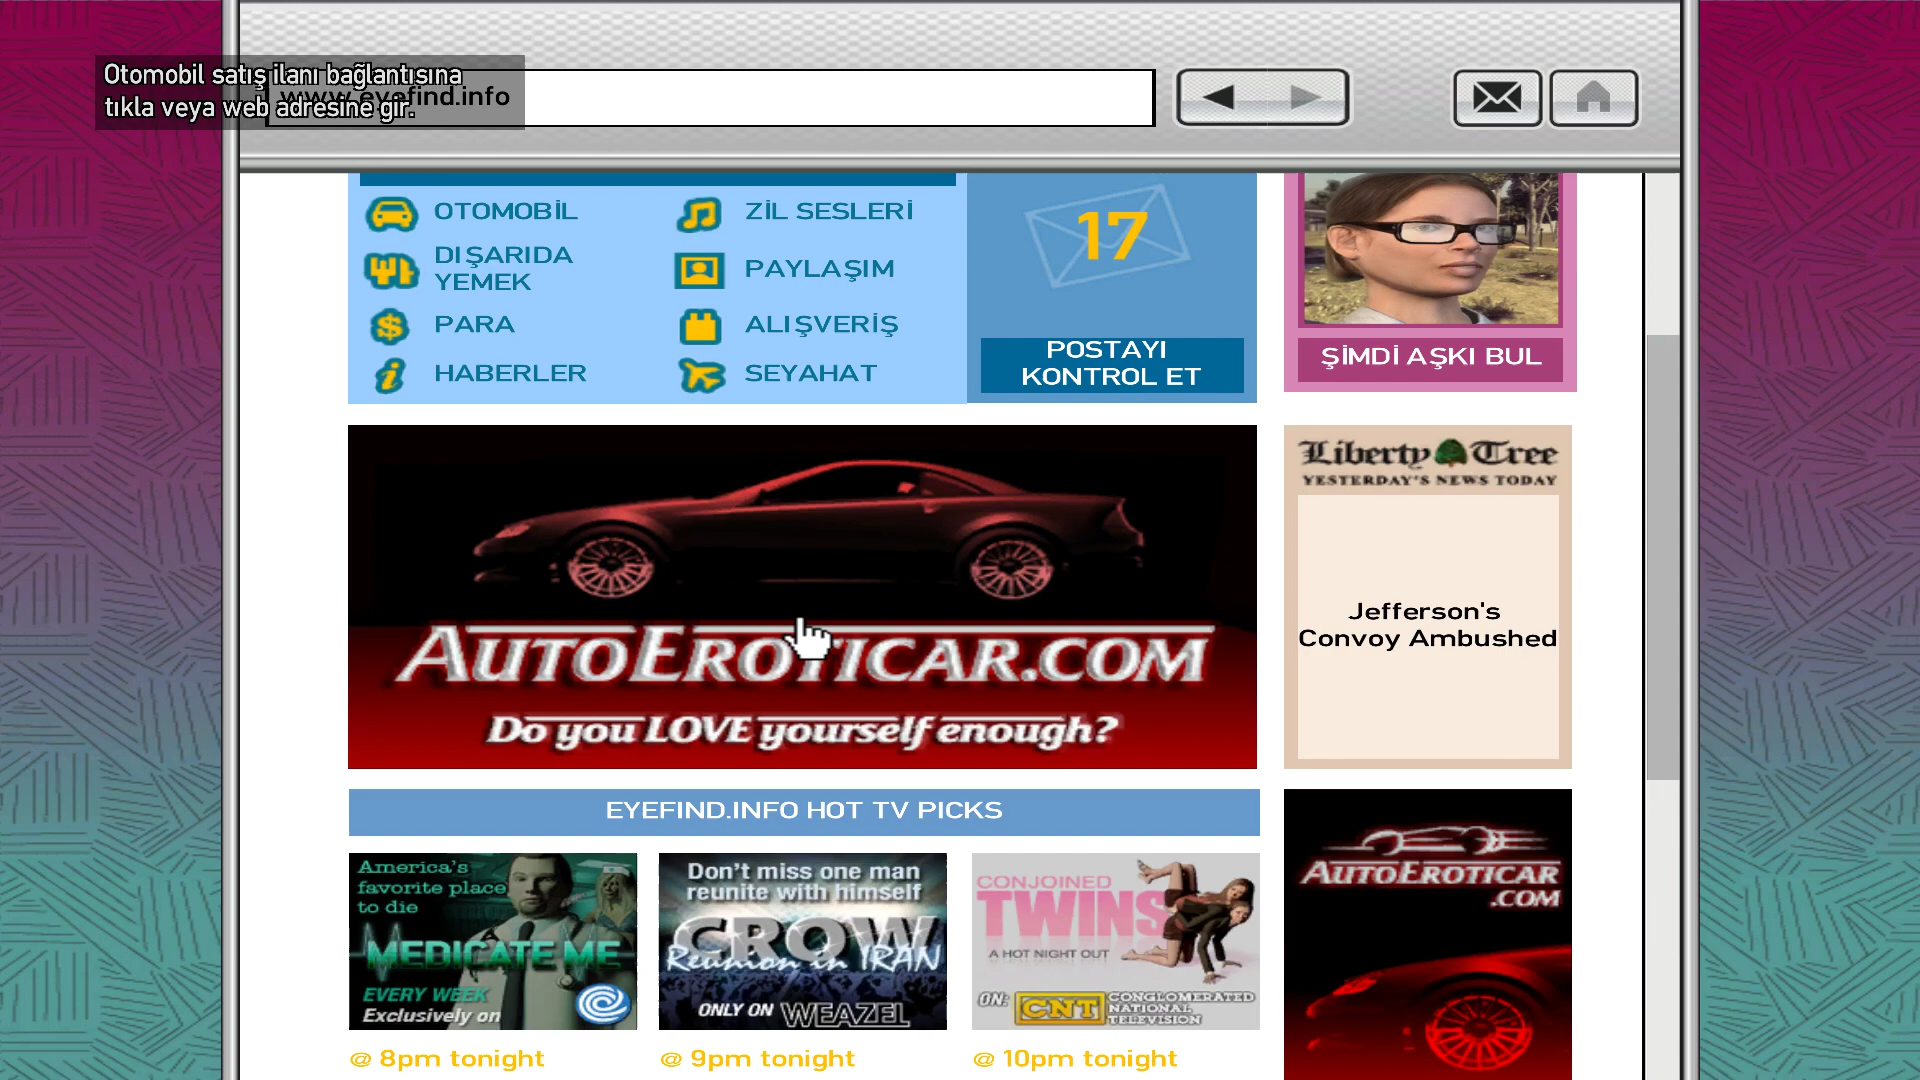 Otomobil satış ilanı bağlantısına
tıkla veya web adresine gir.
www.eyefind.info
OTOMOBİL
ZİL SESLERİ
DIŞARIDA
YEMEK
PAYLAŞIM
PARA
ALIŞVERİŞ
HABERLER
SEYAHAT
17
POSTAYI
KONTROL ET
ŞİMDİ AŞKI BUL
AUTOEROTICAR.COM
Do you LOVE yourself enough?
Liberty Tree
YESTERDAY'S NEWS TODAY
Jefferson's
Convoy Ambushed
EYEFIND.INFO HOT TV PICKS
America's
favorite place
to die
MEDICATE ME
EVERY WEEK
Exclusively on
@ 8pm tonight
Don't miss one man
reunite with himself
CROW
Reunion in IRAN
ONLY ON WEAZEL
@ 9pm tonight
CONJOINED
TWINS
A HOT NIGHT OUT
ON: CNT CONGLOMERATED
NATIONAL
TELEVISION
@ 10pm tonight
AUTOEROTICAR
.COM